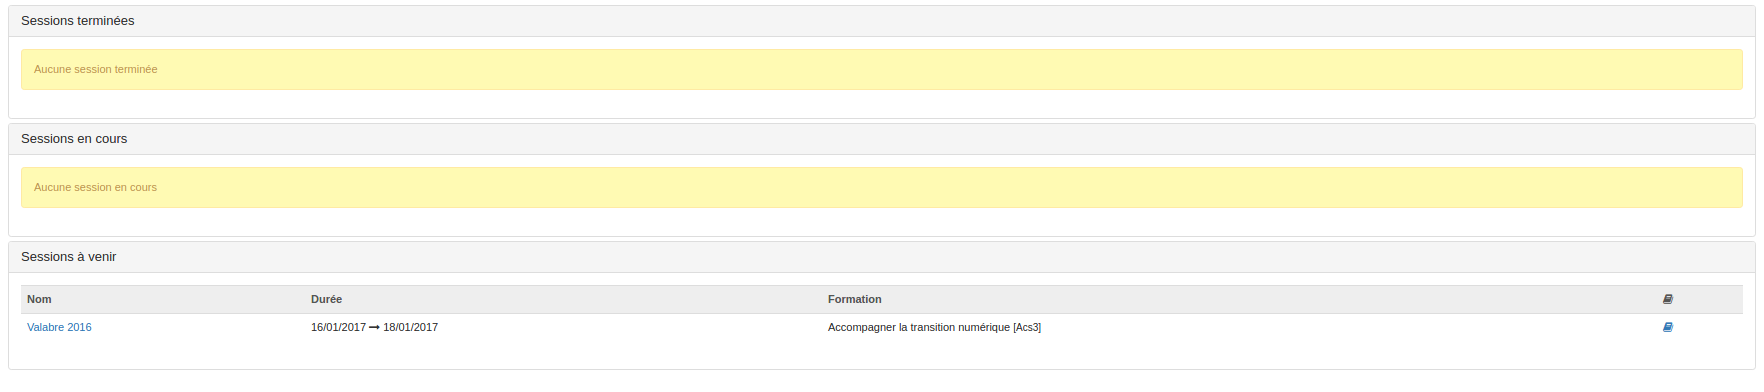 Sessions terminées
Aucune session terminée
Sessions en cours
Aucune session en cours
Sessions à venir
Nom Durée Formation
Valabre 2016 16/01/2017 → 18/01/2017 Accompagner la transition numérique [Acs3]